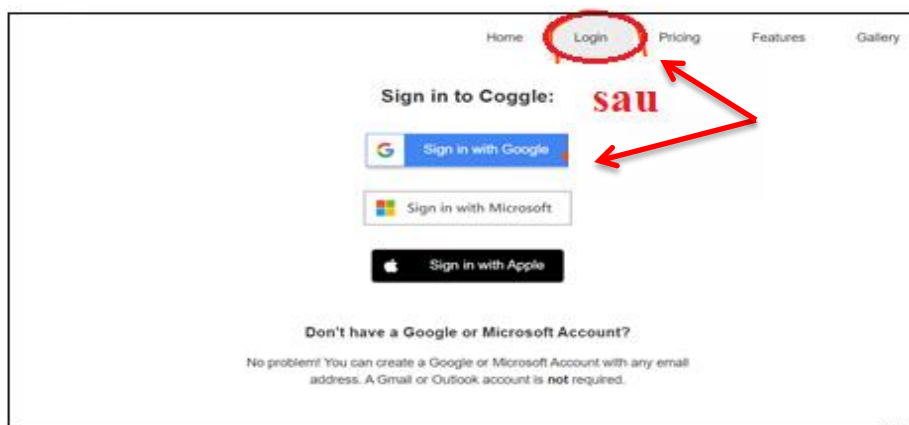 Home Login Pricing Features Gallery
Sign in to Coggle:
sau
Sign in with Google
Sign in with Microsoft
Sign in with Apple
Don't have a Google or Microsoft Account?
No problem! You can create a Google or Microsoft Account with any email
address. A Gmail or Outlook account is not required.